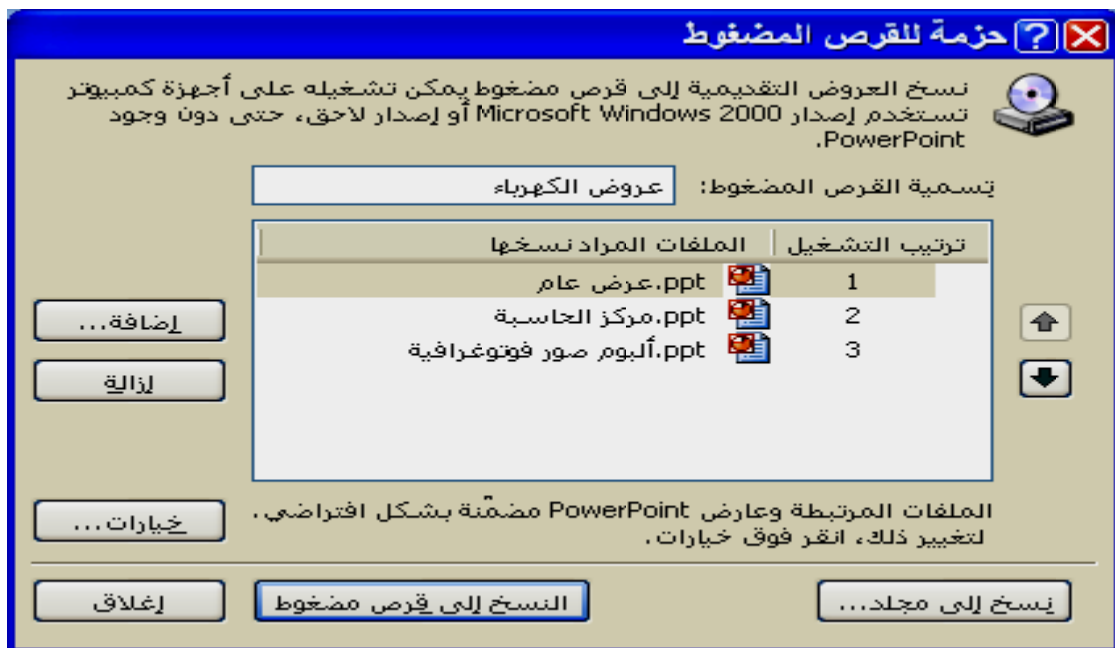 حزمة للقرص المضغوط
نسخ العروض التقديمية إلى قرص مضغوط يمكن تشغيله على أجهزة كمبيوتر
تستخدم إصدار Microsoft Windows 2000 أو إصدار لاحق، حتى دون وجود
PowerPoint.
تسمية القرص المضغوط: عروض الكهرباء
ترتيب التشغيل الملفات المراد نسخها
1 عرض عام.ppt
2 مركز الحاسبة.ppt
3 ألبوم صور فوتوغرافية.ppt
إضافة...
إزالة
الملفات المرتبطة وعارض PowerPoint مضمّنة بشكل افتراضي.
لتغيير ذلك، انقر فوق خيارات.
خيارات...
نسخ إلى مجلد... النسخ إلى قرص مضغوط إغلاق